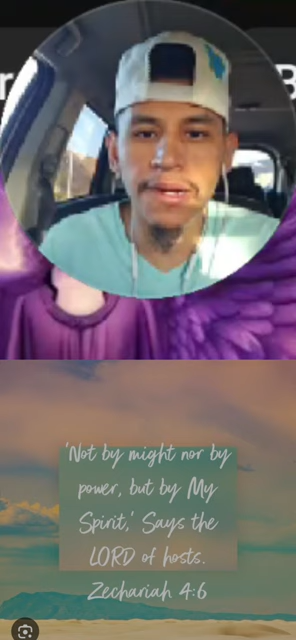 r
B
'Not by might nor by
power, but by My
Spirit,' Says the
LORD of hosts.
Zechariah 4:6